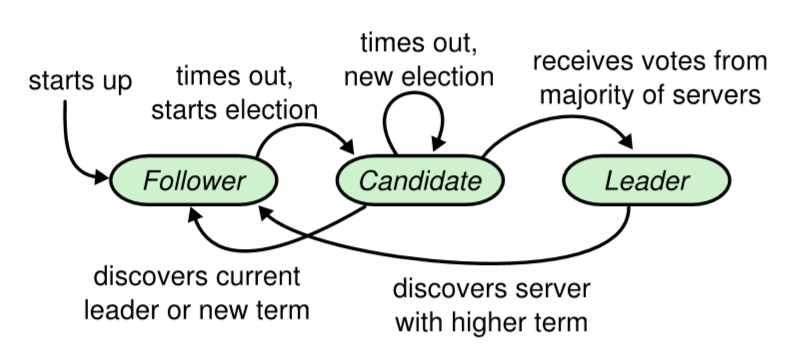 starts up
times out,
starts election
times out,
new election
receives votes from
majority of servers
Follower
Candidate
Leader
discovers current
leader or new term
discovers server
with higher term